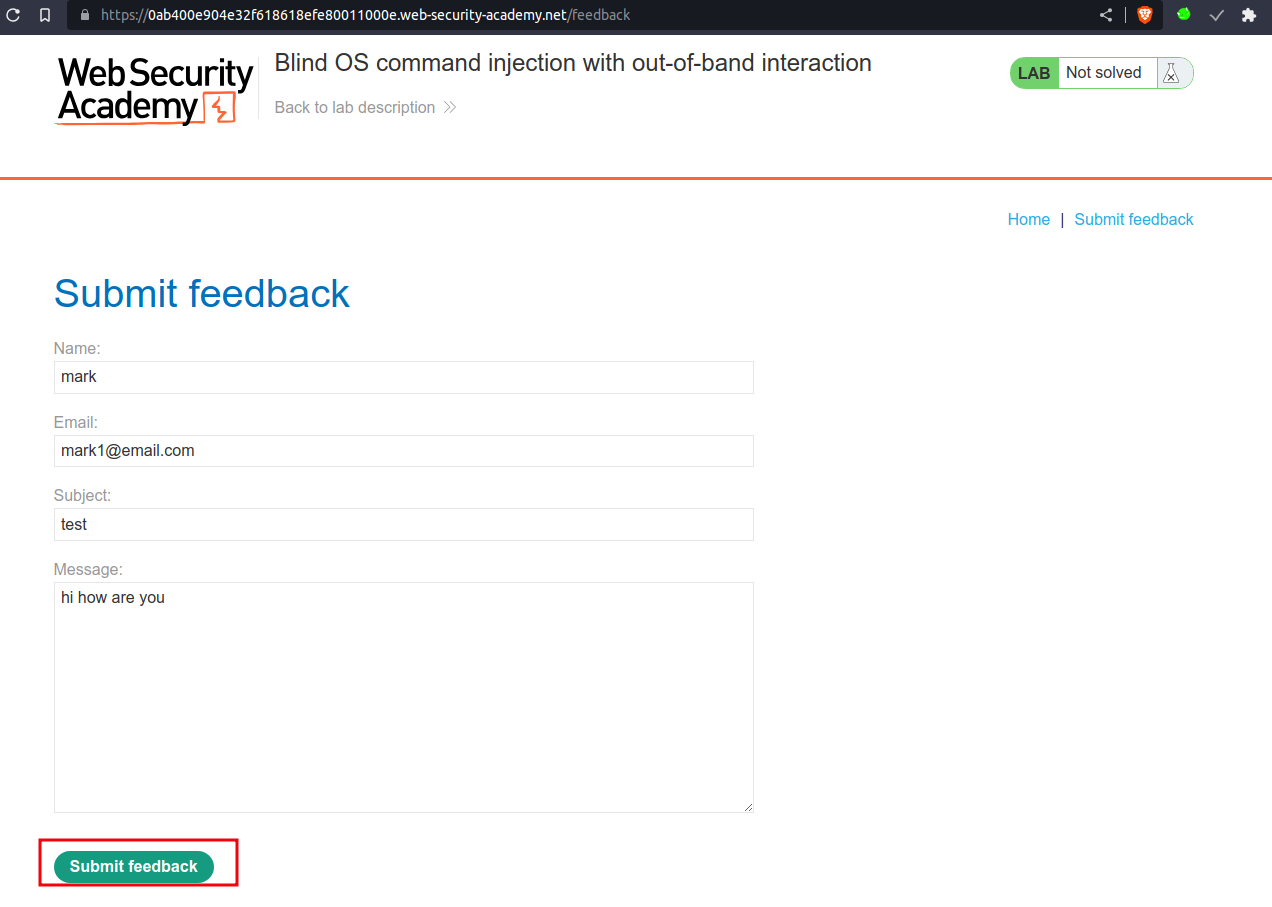 https://0ab400e904e32f618618efe80011000e.web-security-academy.net/feedback
Web Security
Academy
Blind OS command injection with out-of-band interaction
Back to lab description
LAB Not solved
Home | Submit feedback
Submit feedback
Name:
mark
Email:
mark1@email.com
Subject:
test
Message:
hi how are you
Submit feedback